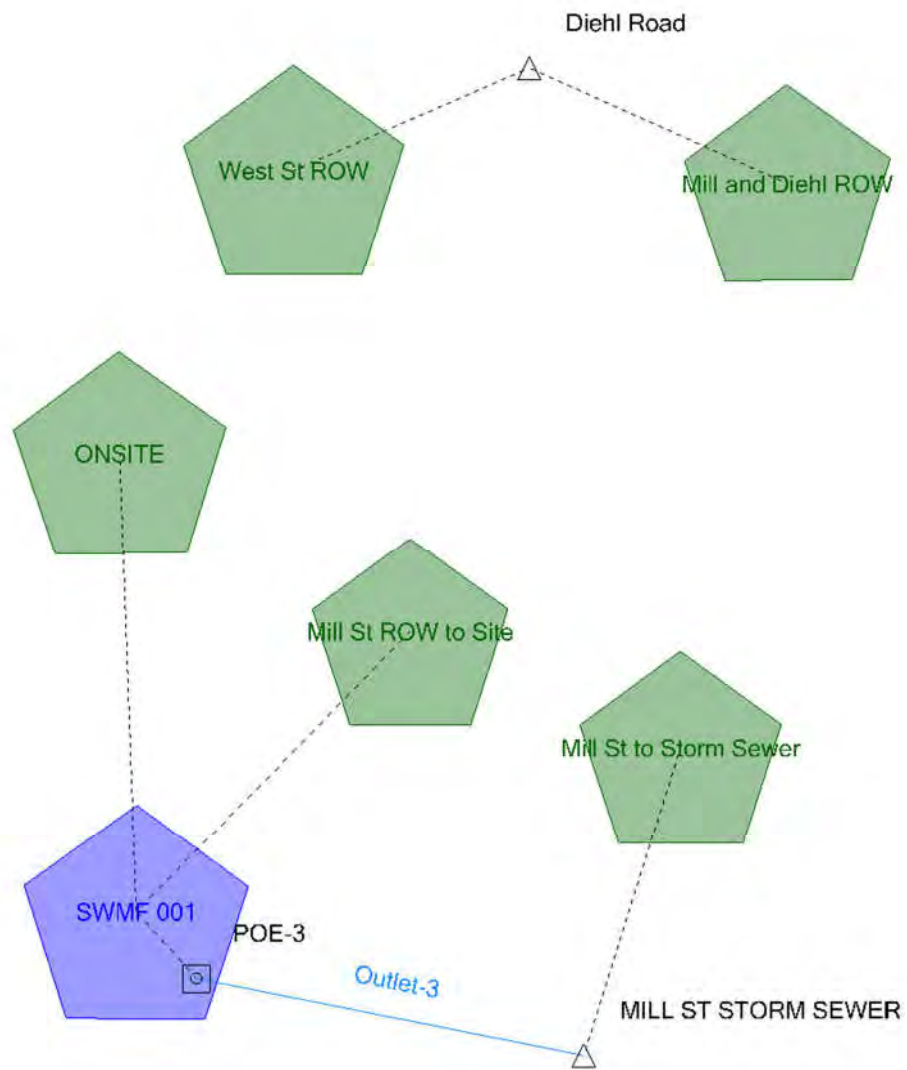 Diehl Road
West St ROW
Mill and Diehl ROW
ONSITE
Mill St ROW to Site
Mill St to Storm Sewer
SWMF 001
POE-3
Outlet-3
MILL ST STORM SEWER